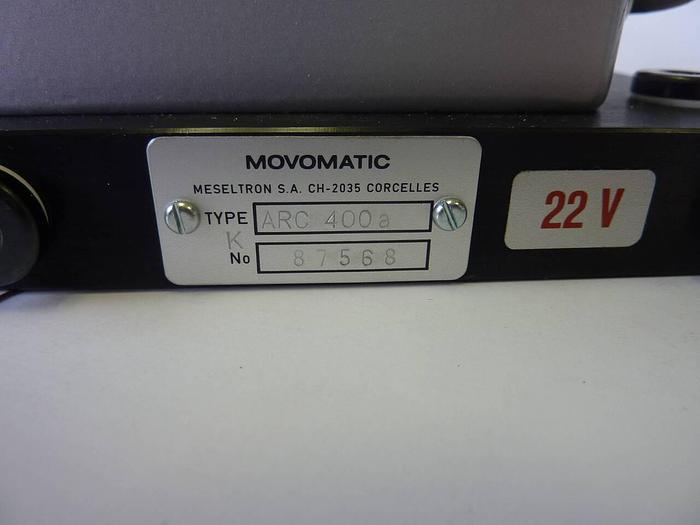 MOVOMATIC
MESELTRON S.A. CH-2035 CORCELLES
TYPE ARC 400a
K
No 87568
22 V